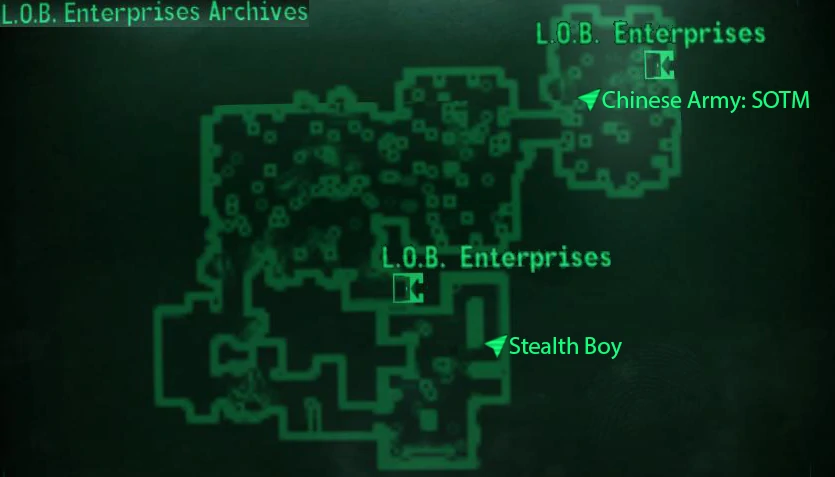 L.O.B. Enterprises Archives
L.O.B. Enterprises
Chinese Army: SOTM
L.O.B. Enterprises
Stealth Boy